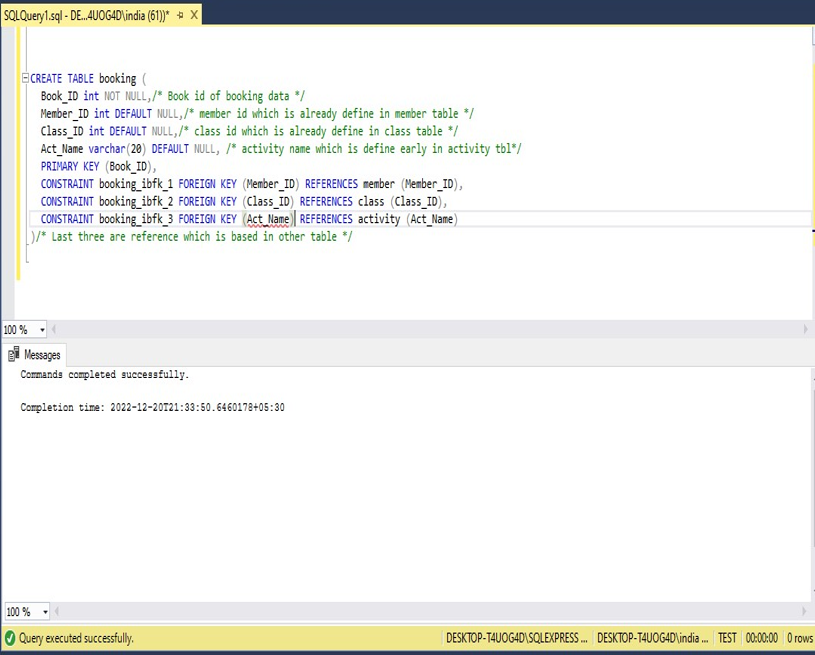 SQLQuery1.sql - DE...4UOG4D\india (61))*
CREATE TABLE booking (
Book_ID int NOT NULL,/* Book id of booking data */
Member_ID int DEFAULT NULL,/* member id which is already define in member table */
Class_ID int DEFAULT NULL,/* class id which is already define in class table */
Act_Name varchar(20) DEFAULT NULL, /* activity name which is define early in activity tbl*/
PRIMARY KEY (Book_ID),
CONSTRAINT booking_ibfk_1 FOREIGN KEY (Member_ID) REFERENCES member (Member_ID),
CONSTRAINT booking_ibfk_2 FOREIGN KEY (Class_ID) REFERENCES class (Class_ID),
CONSTRAINT booking_ibfk_3 FOREIGN KEY (Act_Name) REFERENCES activity (Act_Name)
)/* Last three are reference which is based in other table */
100 %
Messages
Commands completed successfully.
Completion time: 2022-12-20T21:33:50.6460178+05:30
100 %
Query executed successfully. DESKTOP-T4UOG4D\SQLEXPRESS ... DESKTOP-T4UOG4D\india ... TEST 00:00:00 0 rows